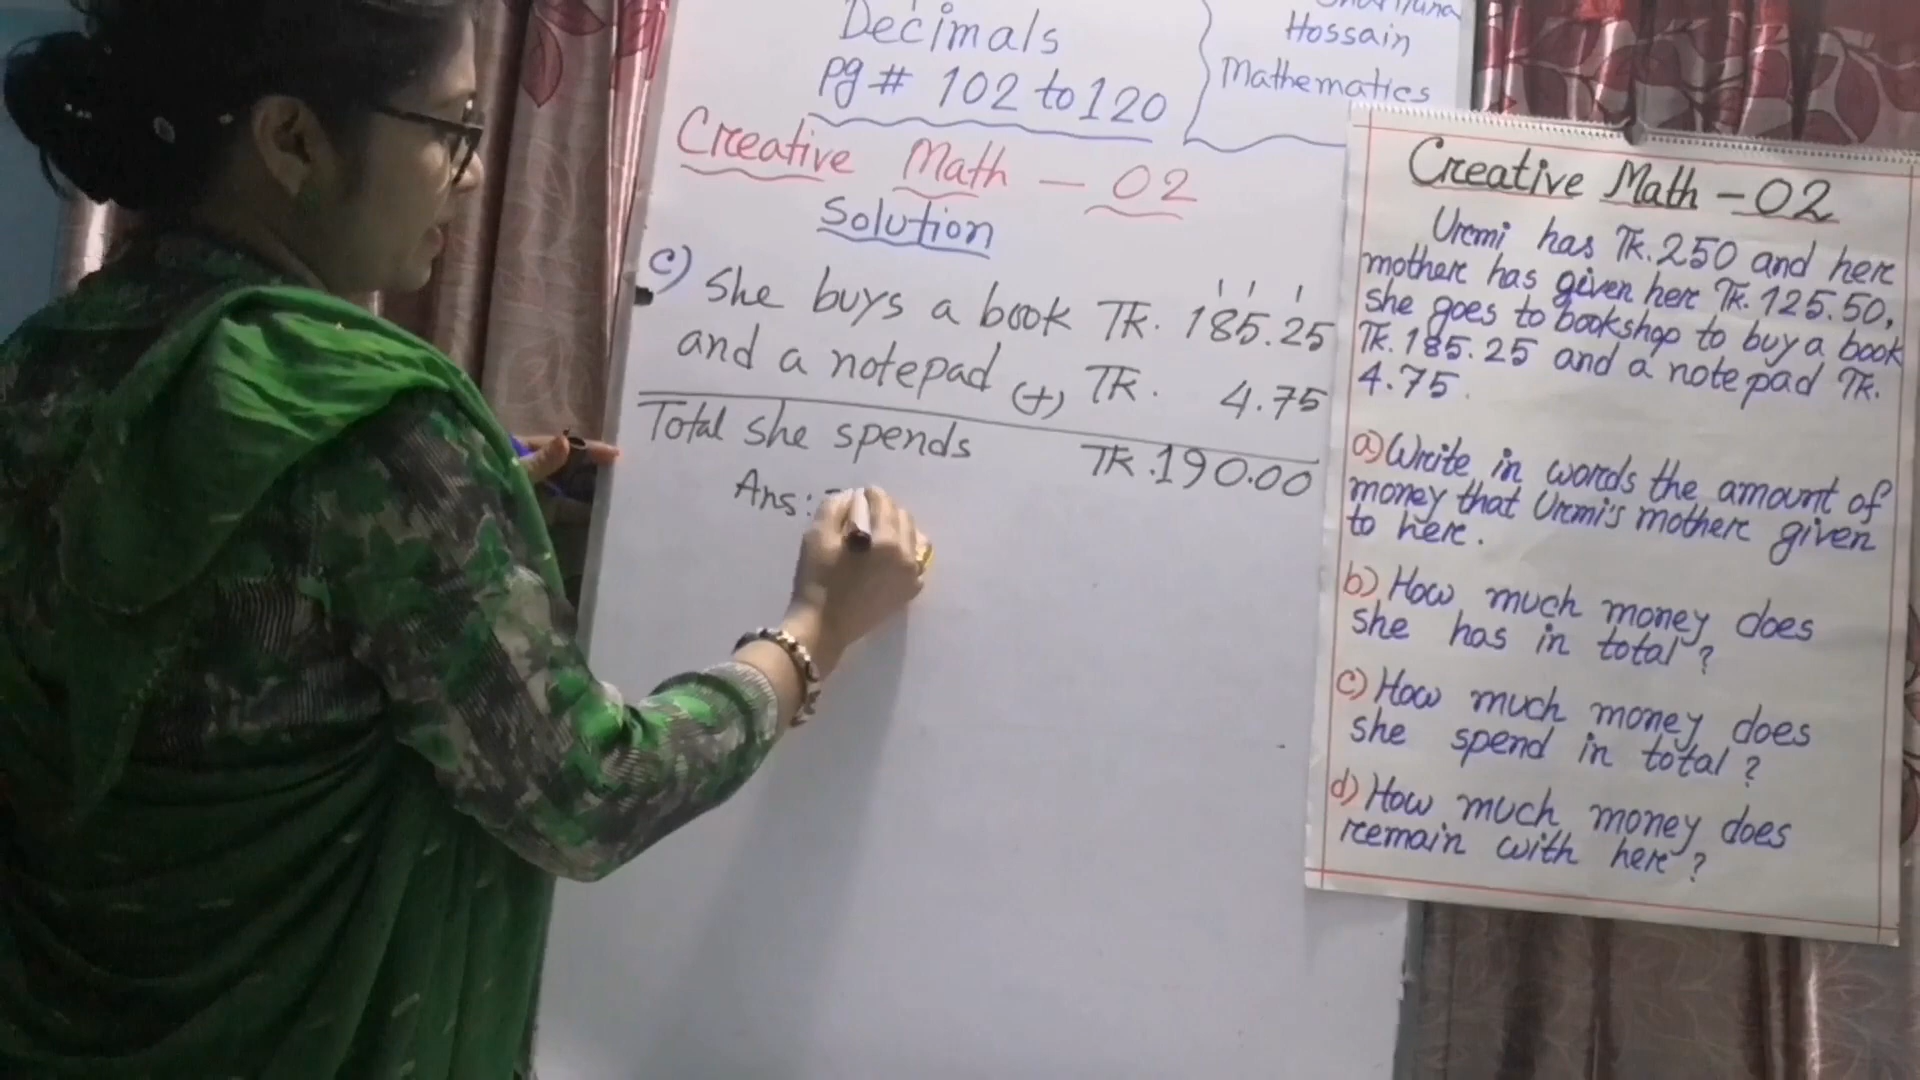 Decimals
pg # 102 to 120
Hossain
Mathematics
Creative Math - 02
Solution
c) She buys a book Tk. 185.25
and a notepad (+) Tk. 4.75
Total she spends Tk. 190.00
Ans:
Creative Math - 02
Urmi has Tk. 250 and her
mother has given her Tk. 125.50,
she goes to bookshop to buy a book
Tk. 185.25 and a notepad Tk.
4.75.
a) Write in words the amount of
money that Urmi's mother given
to her.
b) How much money does
she has in total?
c) How much money does
she spend in total?
d) How much money does
remain with her?